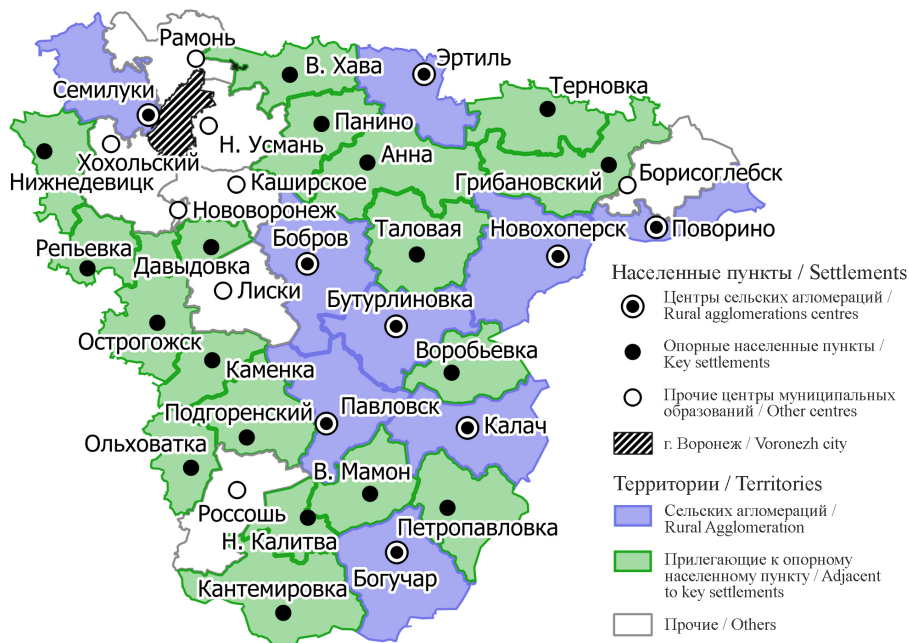 Рамонь
В. Хава
Эртиль
Семилуки
Терновка
Панино
Н. Усмань
Хохольский
Анна
Нижнедевицк
Каширское
Грибановский
Борисоглебск
Нововоронеж
Репьевка
Давыдовка
Бобров
Таловая
Новохоперск
Поворино
Лиски
Бутурлиновка
Острогожск
Каменка
Воробьевка
Подгоренский
Павловск
Калач
Ольховатка
В. Мамон
Россошь
Н. Калитва
Петропавловка
Богучар
Кантемировка
Населенные пункты / Settlements
Центры сельских агломераций /
Rural agglomerations centres
Опорные населенные пункты /
Key settlements
Прочие центры муниципальных
образований / Other centres
г. Воронеж / Voronezh city
Территории / Territories
Сельских агломераций /
Rural Agglomeration
Прилегающие к опорному
населенному пункту / Adjacent
to key settlements
Прочие / Others